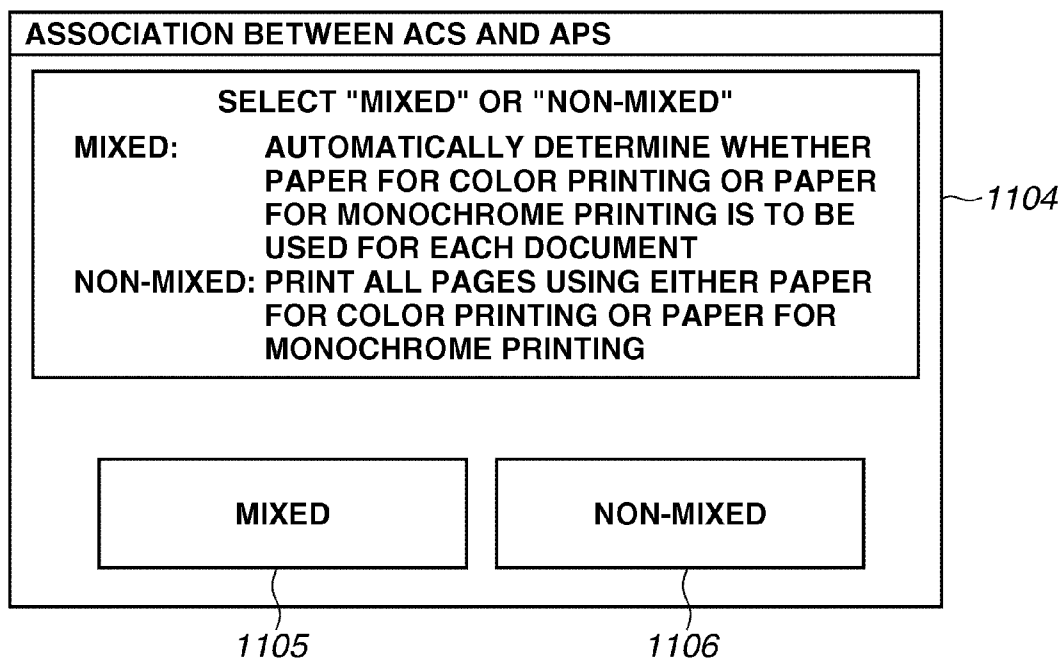 ASSOCIATION BETWEEN ACS AND APS
SELECT "MIXED" OR "NON-MIXED"
MIXED: AUTOMATICALLY DETERMINE WHETHER
PAPER FOR COLOR PRINTING OR PAPER
FOR MONOCHROME PRINTING IS TO BE
USED FOR EACH DOCUMENT
NON-MIXED: PRINT ALL PAGES USING EITHER PAPER
FOR COLOR PRINTING OR PAPER FOR
MONOCHROME PRINTING
1104
MIXED NON-MIXED
1105 1106